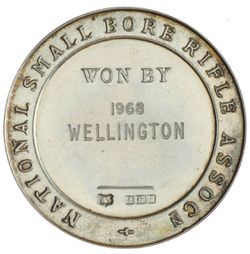 NATIONAL SMALL BORE RIFLE ASSOCN
WON BY
1968
WELLINGTON